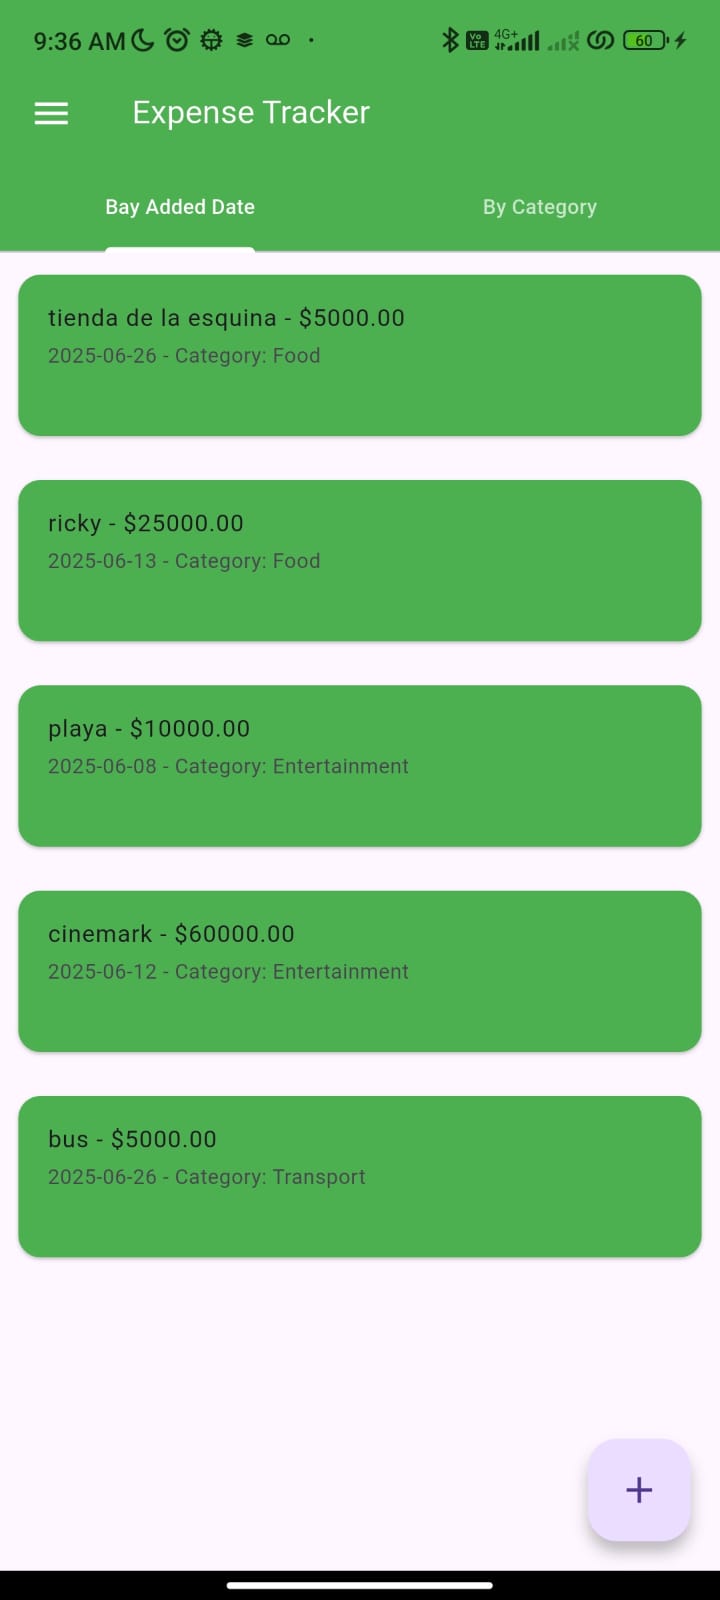 9:36 AM Vo LTE 4G+ 60
Expense Tracker
Bay Added Date By Category
tienda de la esquina - $5000.00
2025-06-26 - Category: Food
ricky - $25000.00
2025-06-13 - Category: Food
playa - $10000.00
2025-06-08 - Category: Entertainment
cinemark - $60000.00
2025-06-12 - Category: Entertainment
bus - $5000.00
2025-06-26 - Category: Transport